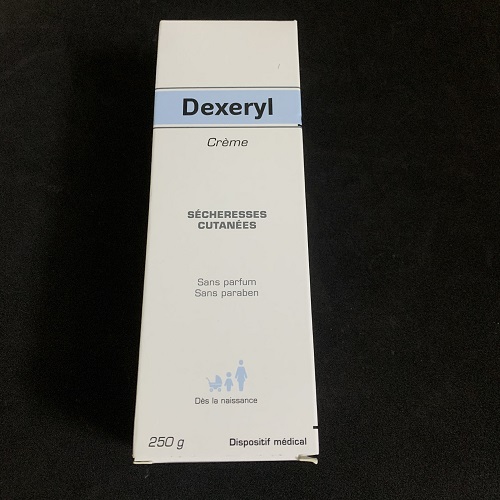 Dexeryl
Crème
SÉCHERESSES
CUTANÉES
Sans parfum
Sans paraben
Dès la naissance
250 g
Dispositif médical